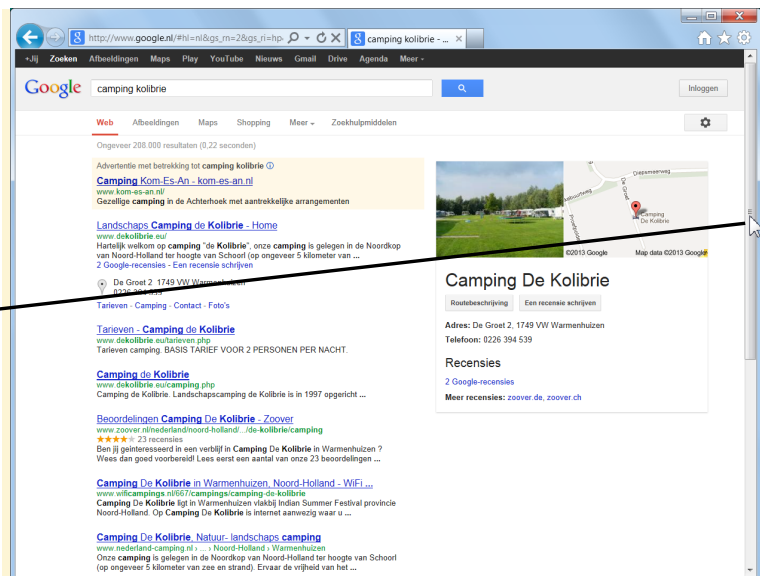 http://www.google.nl/#hl=nl&gs_rn=2&gs_ri=hp
camping kolibrie - ...
+Jij Zoeken Afbeeldingen Maps Play YouTube Nieuws Gmail Drive Agenda Meer
Google camping kolibrie Inloggen
Web Afbeeldingen Maps Shopping Meer Zoekhulpmiddelen
Ongeveer 208.000 resultaten (0,22 seconden)
Advertentie met betrekking tot camping kolibrie
Camping Kom-Es-An - kom-es-an.nl
www.kom-es-an.nl/
Gezellige camping in de Achterhoek met aantrekkelijke arrangementen
Landschaps Camping de Kolibrie - Home
www.dekolibrie.eu/
Hartelijk welkom op camping "de Kolibrie", onze camping is gelegen in de Noordkop
van Noord-Holland ter hoogte van Schoorl (op ongeveer 5 kilometer van ...
2 Google-recensies - Een recensie schrijven
De Groet 2 1749 VW Warmenhuizen
0226 394 539
Tarieven - Camping - Contact - Foto's
Tarieven - Camping de Kolibrie
www.dekolibrie.eu/tarieven.php
Tarieven camping. BASIS TARIEF VOOR 2 PERSONEN PER NACHT.
Camping de Kolibrie
www.dekolibrie.eu/camping.php
Camping de Kolibrie. Landschapscamping de Kolibrie is in 1997 opgericht ...
Beoordelingen Camping De Kolibrie - Zoover
www.zoover.nl/nederland/noord-holland/.../de-kolibrie/camping
23 recensies
Ben jij geinteresseerd in een verblijf in Camping De Kolibrie in Warmenhuizen ?
Wees dan goed voorbereid! Lees eerst een aantal van onze 23 beoordelingen ...
Camping De Kolibrie in Warmenhuizen, Noord-Holland - WiFi ...
www.wificampings.nl/667/campings/camping-de-kolibrie
Camping De Kolibrie ligt in Warmenhuizen vlakbij Indian Summer Festival provincie
Noord-Holland. Op Camping De Kolibrie is internet aanwezig waar u ...
Camping De Kolibrie, Natuur- landschaps camping
www.nederland-camping.nl › ... › Noord-Holland › Warmenhuizen
Onze camping is gelegen in de Noordkop van Noord-Holland ter hoogte van Schoorl
(op ongeveer 5 kilometer van zee en strand). Ervaar de vrijheid van het ...
Diepsmeerweg
De Groet
Camping
De Kolibrie
©2013 Google Map data ©2013 Google
Camping De Kolibrie
Routebeschrijving Een recensie schrijven
Adres: De Groet 2, 1749 VW Warmenhuizen
Telefoon: 0226 394 539
Recensies
2 Google-recensies
Meer recensies: zoover.de, zoover.ch